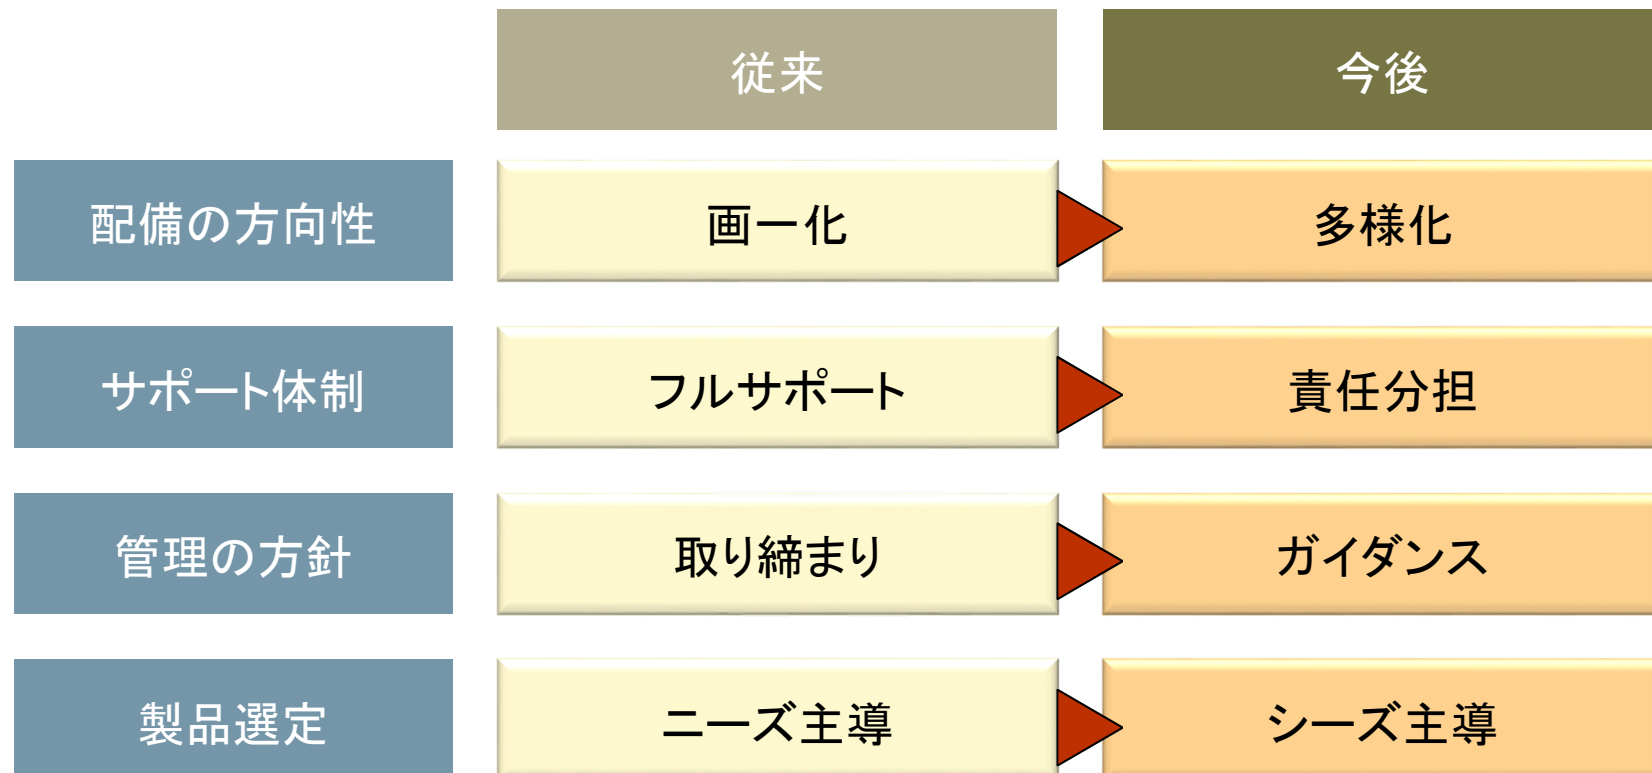 従来
今後
配備の方向性
画一化
多様化
サポート体制
フルサポート
責任分担
管理の方針
取り締まり
ガイダンス
製品選定
ニーズ主導
シーズ主導